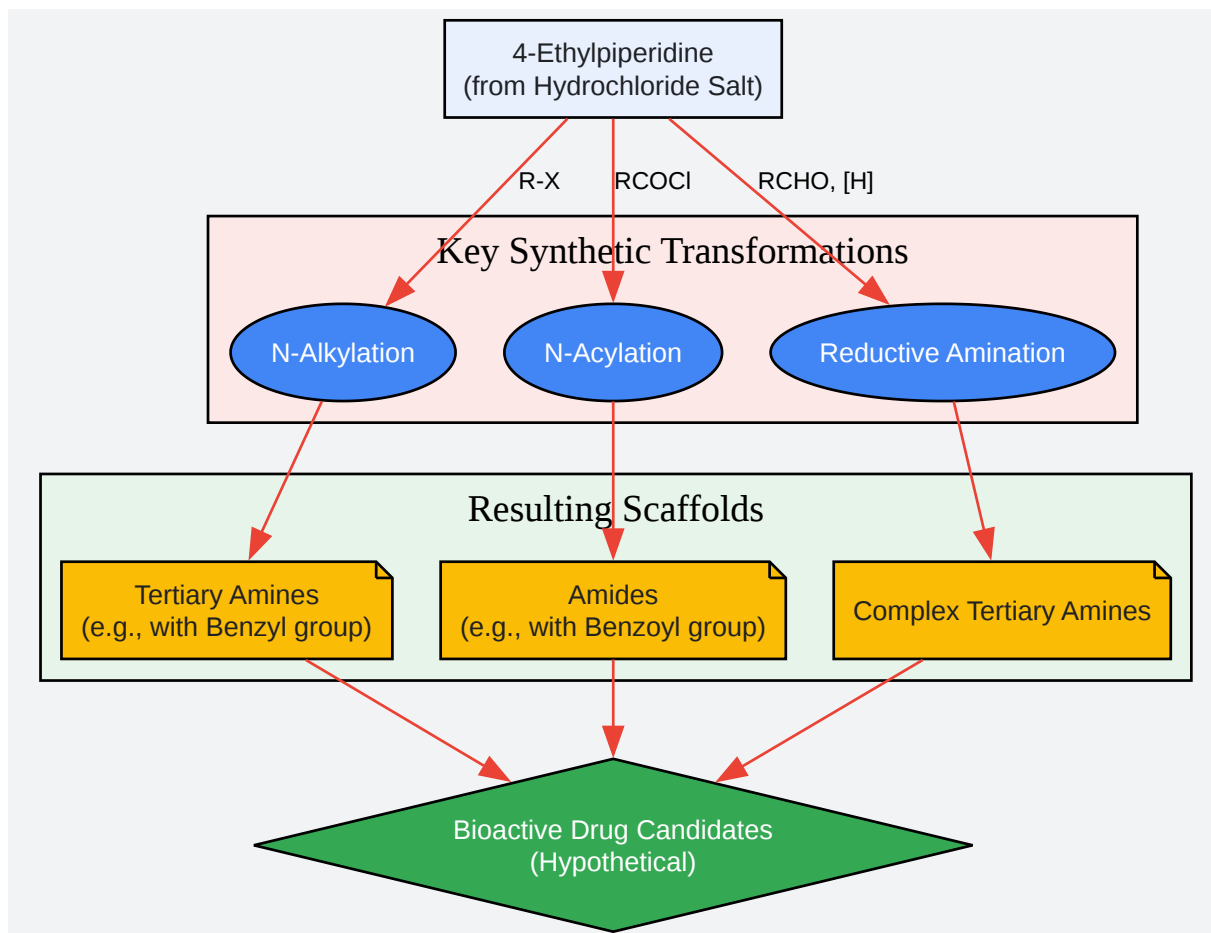 4-Ethylpiperidine
(from Hydrochloride Salt)
R-X
RCOCl
RCHO, [H]
Key Synthetic Transformations
N-Alkylation
N-Acylation
Reductive Amination
Resulting Scaffolds
Tertiary Amines
(e.g., with Benzyl group)
Amides
(e.g., with Benzoyl group)
Complex Tertiary Amines
Bioactive Drug Candidates
(Hypothetical)